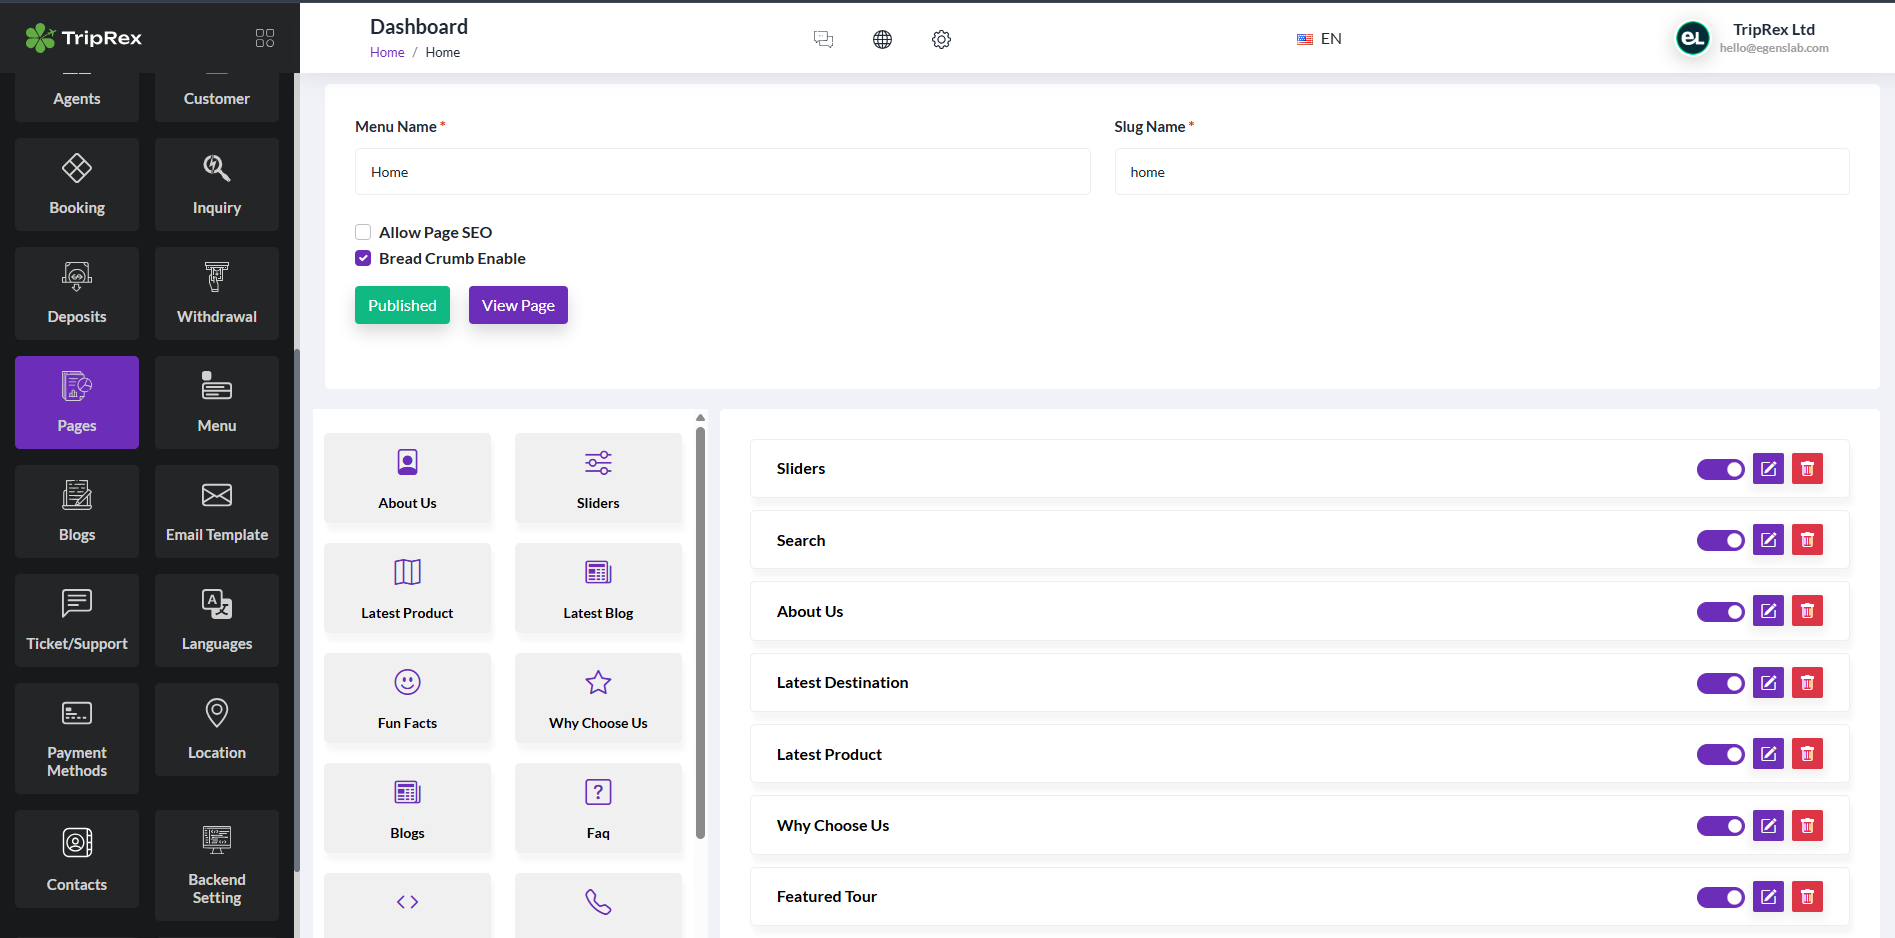 TripRex
Dashboard
Home / Home
EN
eL
TripRex Ltd
hello@egenslab.com
Agents
Customer
Booking
Inquiry
Deposits
Withdrawal
Pages
Menu
Blogs
Email Template
Ticket/Support
Languages
Payment
Methods
Location
Contacts
Backend
Setting
Menu Name *
Slug Name *
Home
home
Allow Page SEO
Bread Crumb Enable
Published
View Page
About Us
Sliders
Latest Product
Latest Blog
Fun Facts
Why Choose Us
Blogs
Faq
Sliders
Search
About Us
Latest Destination
Latest Product
Why Choose Us
Featured Tour